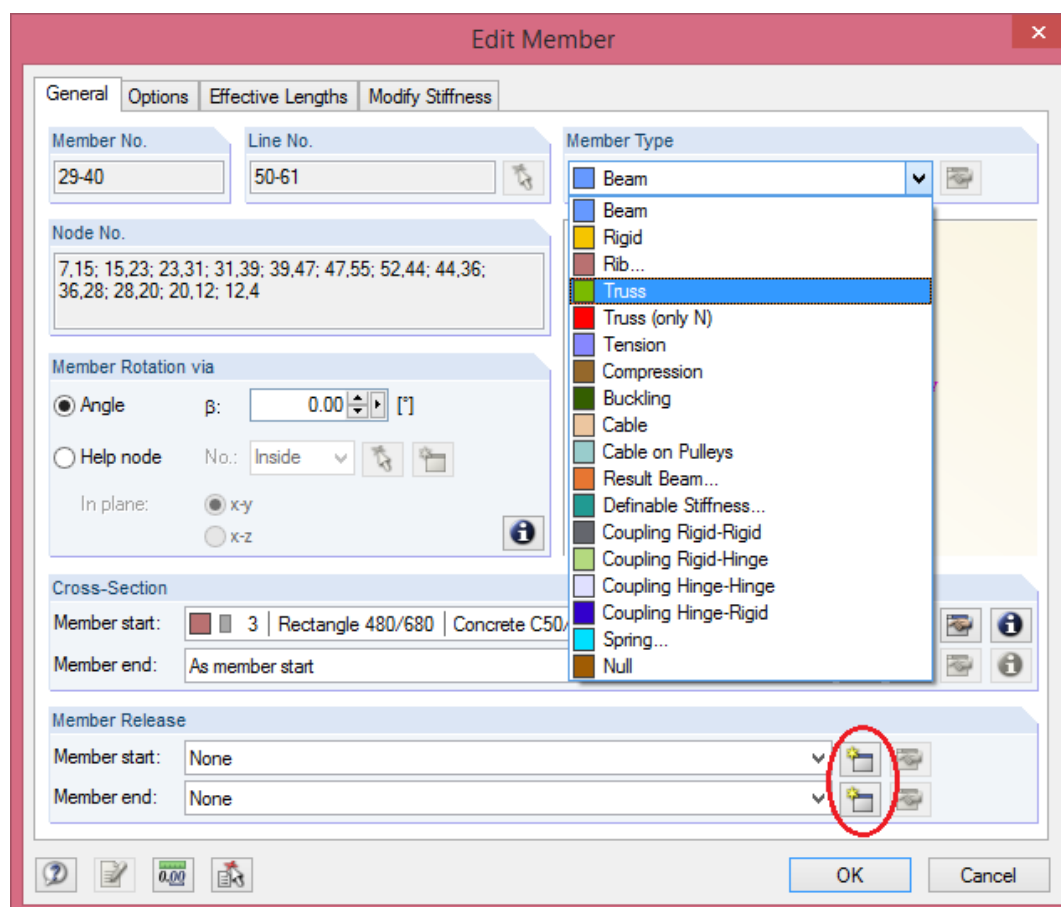 Edit Member
General Options Effective Lengths Modify Stiffness
Member No.
29-40
Line No.
50-61
Member Type
Beam
Beam
Rigid
Rib...
Truss
Truss (only N)
Tension
Compression
Buckling
Cable
Cable on Pulleys
Result Beam...
Definable Stiffness...
Coupling Rigid-Rigid
Coupling Rigid-Hinge
Coupling Hinge-Hinge
Coupling Hinge-Rigid
Spring...
Null
Node No.
7,15; 15,23; 23,31; 31,39; 39,47; 47,55; 52,44; 44,36;
36,28; 28,20; 20,12; 12,4
Member Rotation via
Angle β: 0.00 [°]
Help node No.: Inside
In plane: x-y
x-z
Cross-Section
Member start: 3 Rectangle 480/680 Concrete C50/
Member end: As member start
Member Release
Member start: None
Member end: None
0.00
OK Cancel